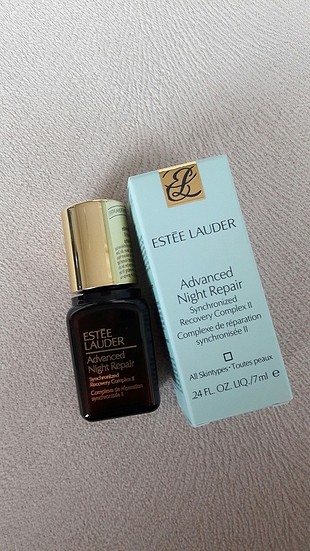 ESTĒE
LAUDER
Advanced
Night Repair
Synchronized
Recovery Complex II
Complexe de réparation
synchronisée II
EL
ESTĒE LAUDER
Advanced
Night Repair
Synchronized
Recovery Complex II
Complexe de réparation
synchronisée II
All Skintypes • Toutes peaux
.24 FL. OZ. LIQ./7ml e